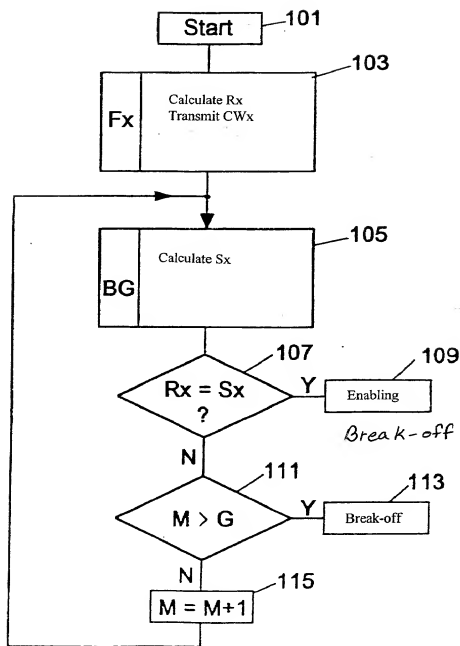 Start
101
103
Fx
Calculate Rx
Transmit CWx
105
BG
Calculate Sx
107
109
Rx = Sx
?
Y
Enabling
Break-off
N
111
113
M > G
Y
Break-off
N
115
M = M+1